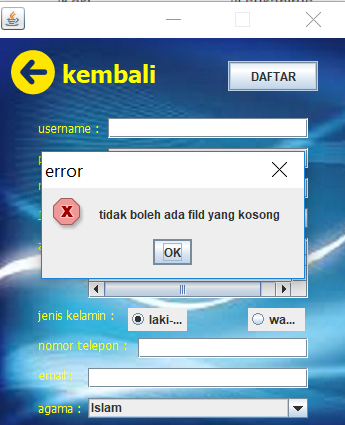 kembali
DAFTAR
username :
error
tidak boleh ada fild yang kosong
OK
jenis kelamin :
laki-...
wa...
nomor telepon :
email :
agama :
Islam